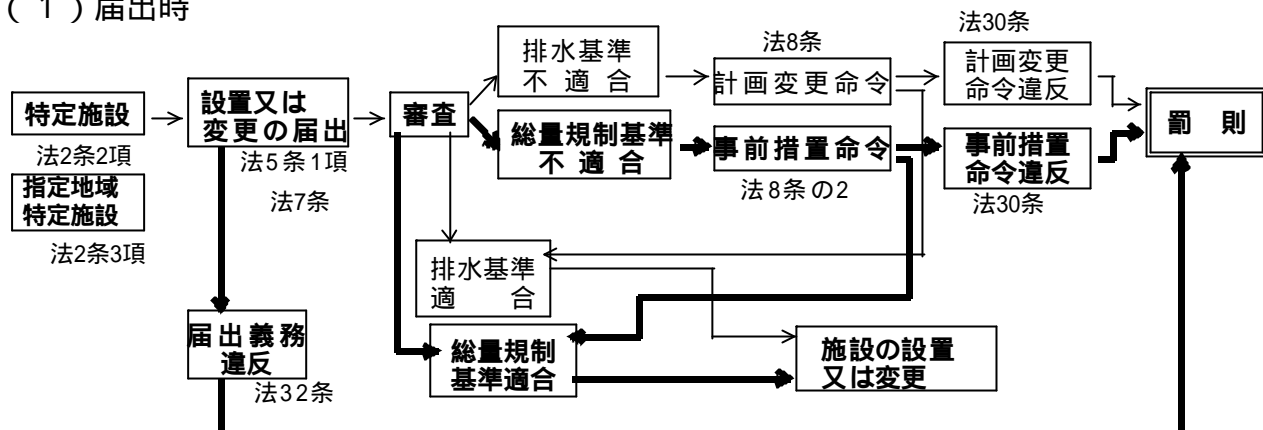 (1)届出時
特定施設
法2条2項
指定地域
特定施設
法2条3項
設置又は
変更の届出
法5条1項
法7条
届出義務
違反
法32条
審査
排水基準
不適合
総量規制基準
不適合
排水基準
適合
総量規制
基準適合
法8条
計画変更命令
事前措置命令
法8条の2
法30条
計画変更
命令違反
事前措置
命令違反
法30条
施設の設置
又は変更
罰則